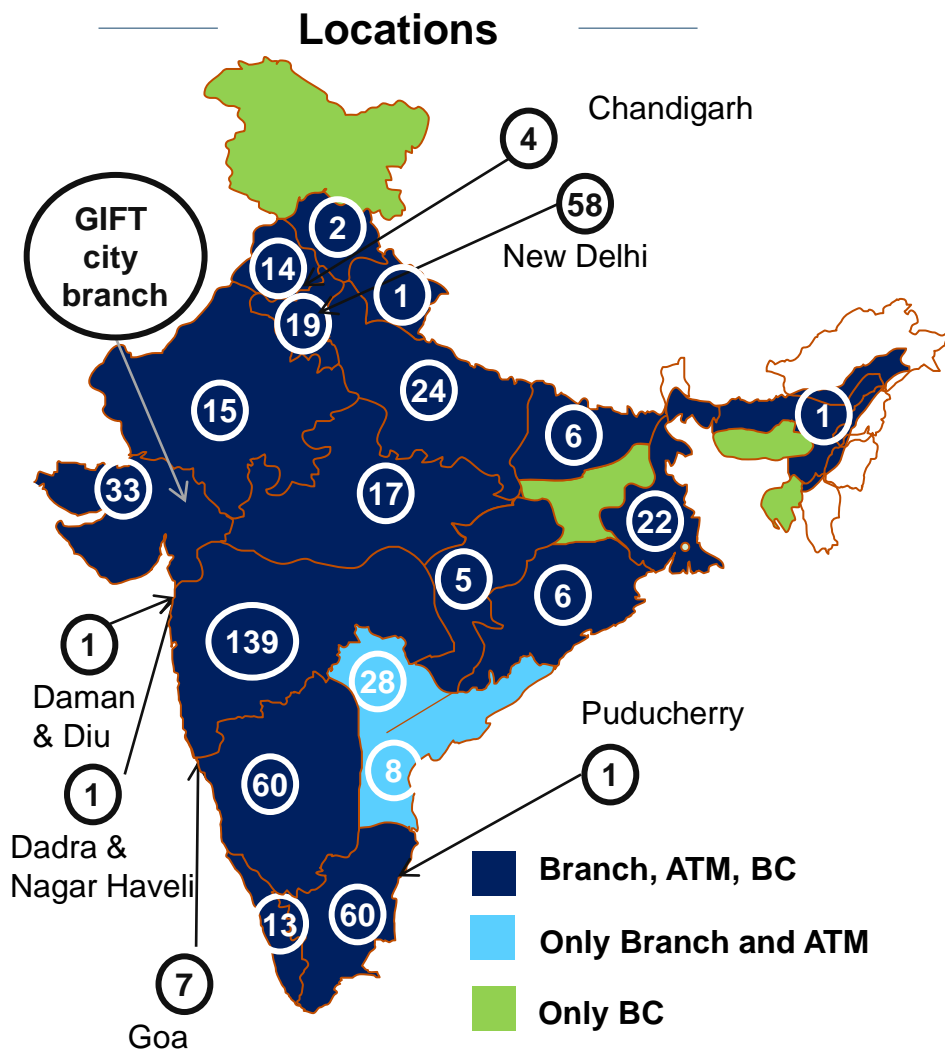 Locations
Chandigarh
4
GIFT
city
branch
58
New Delhi
2
14
1
19
24
15
6
1
33
17
22
5
6
139
1
Daman
& Diu
28
Puducherry
1
8
60
1
Dadra &
Nagar Haveli
13
60
7
Goa
Branch, ATM, BC
Only Branch and ATM
Only BC